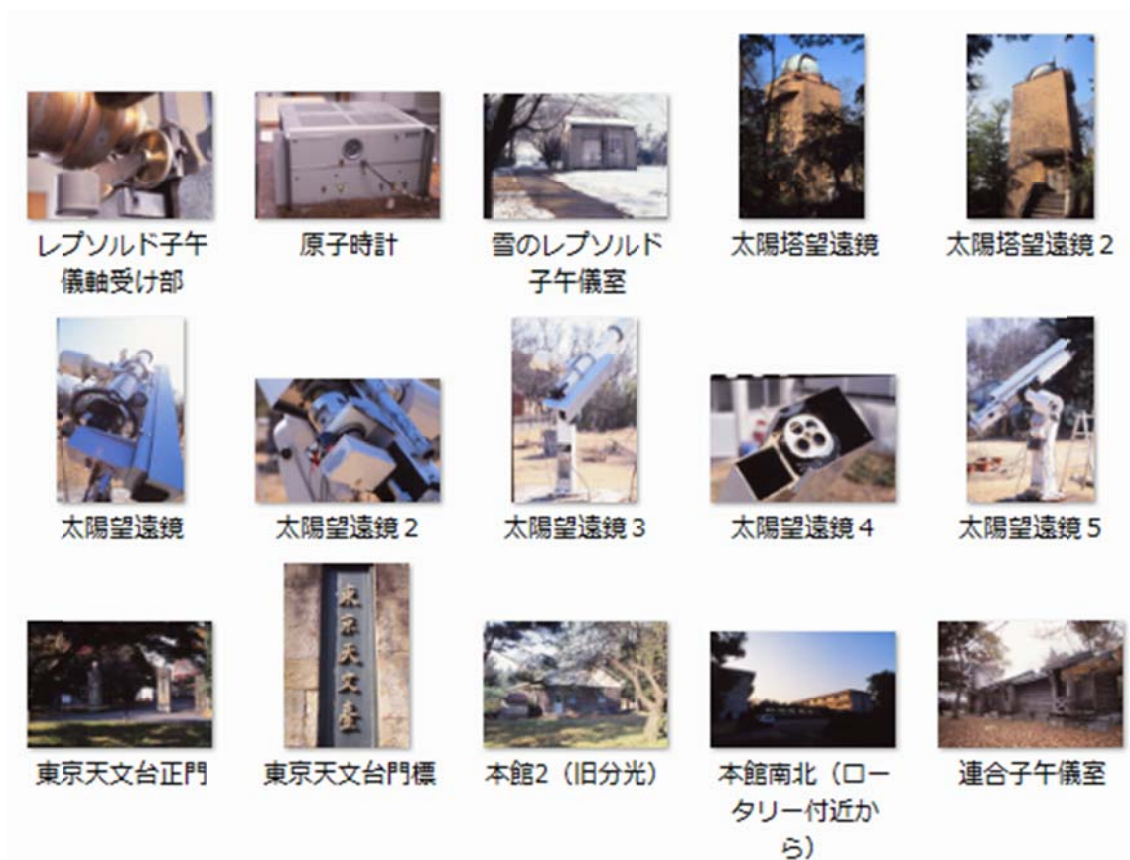 レプソルド子午
儀軸受け部
原子時計
雪のレプソルド
子午儀室
太陽塔望遠鏡
太陽塔望遠鏡2
太陽望遠鏡
太陽望遠鏡2
太陽望遠鏡3
太陽望遠鏡4
太陽望遠鏡5
東京天文臺
東京天文台正門
東京天文台門標
本館2（旧分光）
本館南北（ロー
タリー付近か
ら）
連合子午儀室